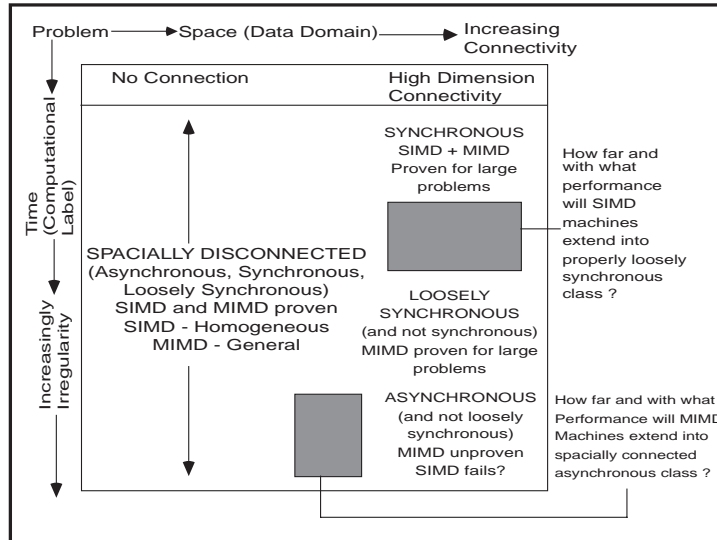 Problem
Space (Data Domain)
Increasing
Connectivity
Time (Computational
Label)
Increasingly
Irregularity
No Connection
High Dimension
Connectivity
SPACIALLY DISCONNECTED
(Asynchronous, Synchronous,
Loosely Synchronous)
SIMD and MIMD proven
SIMD - Homogeneous
MIMD - General
SYNCHRONOUS
SIMD + MIMD
Proven for large
problems
LOOSELY
SYNCHRONOUS
(and not synchronous)
MIMD proven for large
problems
ASYNCHRONOUS
(and not loosely
synchronous)
MIMD unproven
SIMD fails?
How far and
with what
performance
will SIMD
machines
extend into
properly loosely
synchronous
class ?
How far and with what
Performance will MIMD
Machines extend into
spacially connected
asynchronous class ?